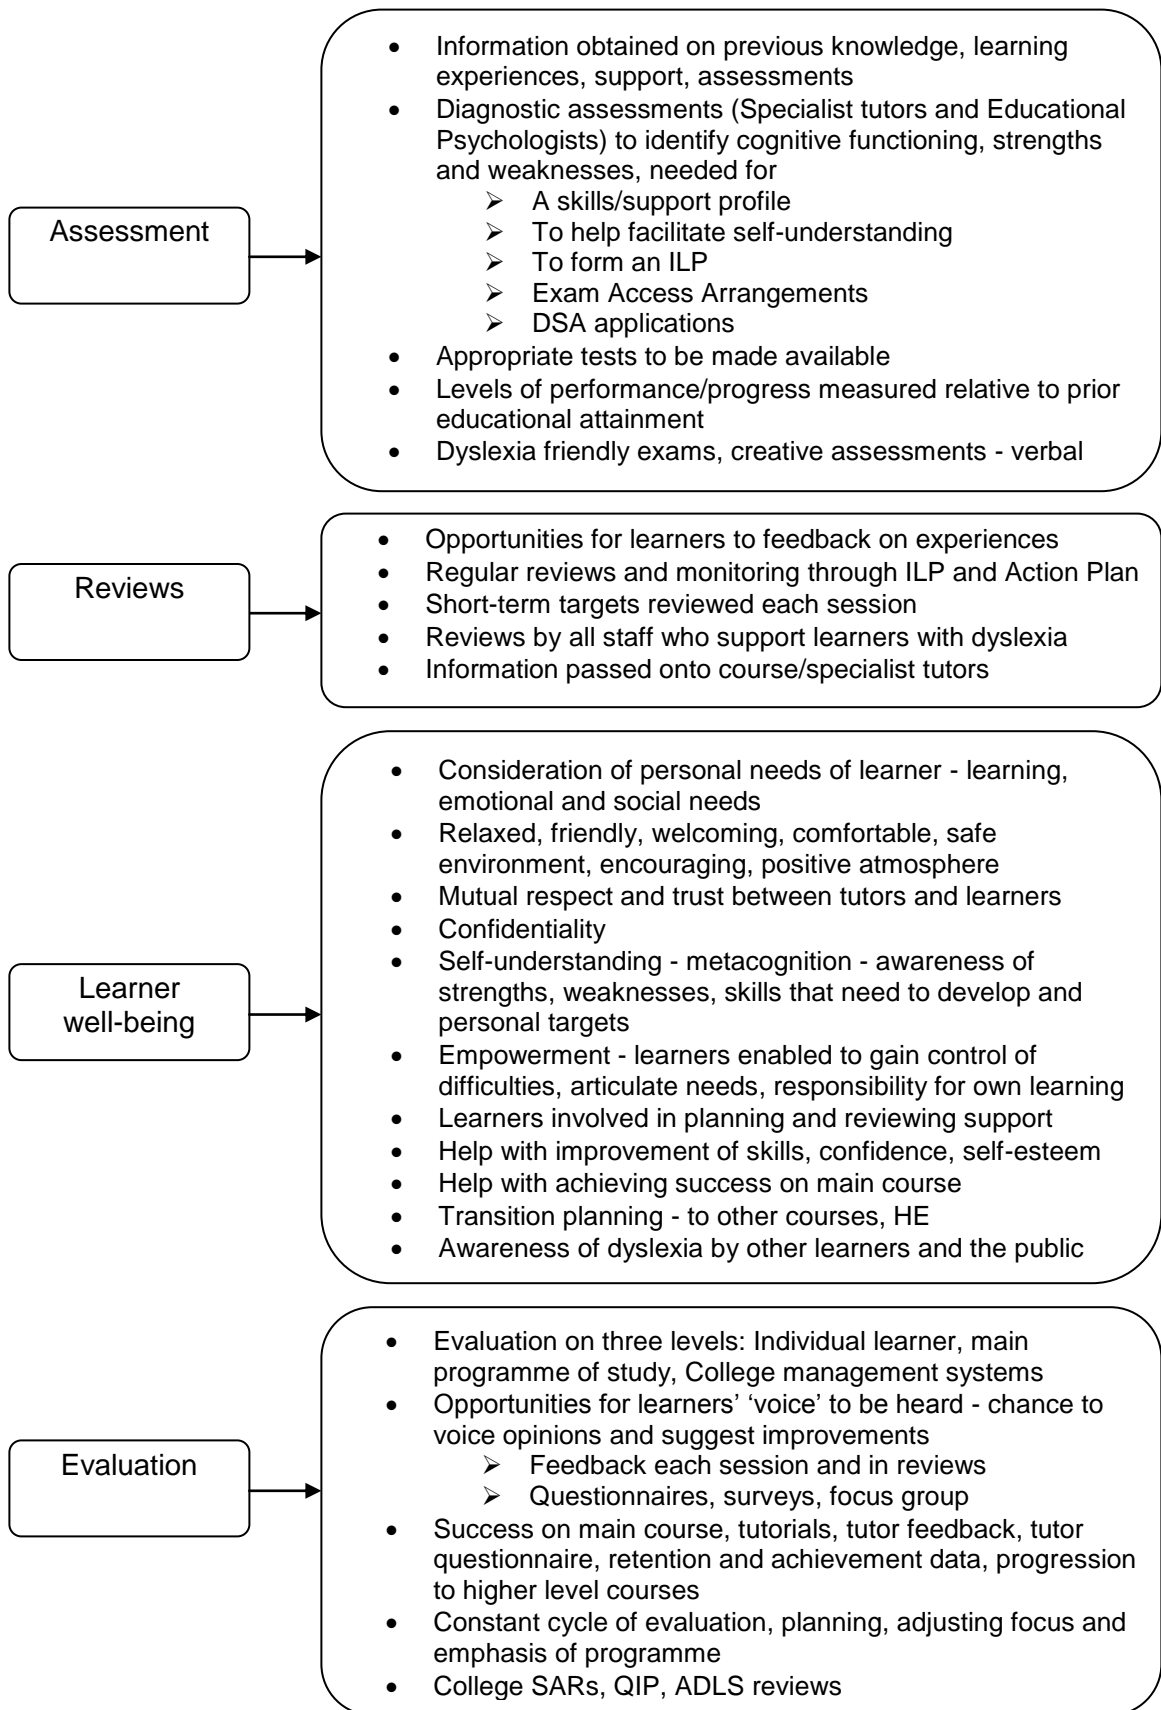 Assessment
• Information obtained on previous knowledge, learning
experiences, support, assessments
• Diagnostic assessments (Specialist tutors and Educational
Psychologists) to identify cognitive functioning, strengths
and weaknesses, needed for
➢ A skills/support profile
➢ To help facilitate self-understanding
➢ To form an ILP
➢ Exam Access Arrangements
➢ DSA applications
• Appropriate tests to be made available
• Levels of performance/progress measured relative to prior
educational attainment
• Dyslexia friendly exams, creative assessments - verbal
Reviews
• Opportunities for learners to feedback on experiences
• Regular reviews and monitoring through ILP and Action Plan
• Short-term targets reviewed each session
• Reviews by all staff who support learners with dyslexia
• Information passed onto course/specialist tutors
Learner
well-being
• Consideration of personal needs of learner - learning,
emotional and social needs
• Relaxed, friendly, welcoming, comfortable, safe
environment, encouraging, positive atmosphere
• Mutual respect and trust between tutors and learners
• Confidentiality
• Self-understanding - metacognition - awareness of
strengths, weaknesses, skills that need to develop and
personal targets
• Empowerment - learners enabled to gain control of
difficulties, articulate needs, responsibility for own learning
• Learners involved in planning and reviewing support
• Help with improvement of skills, confidence, self-esteem
• Help with achieving success on main course
• Transition planning - to other courses, HE
• Awareness of dyslexia by other learners and the public
Evaluation
• Evaluation on three levels: Individual learner, main
programme of study, College management systems
• Opportunities for learners’ ‘voice’ to be heard - chance to
voice opinions and suggest improvements
➢ Feedback each session and in reviews
➢ Questionnaires, surveys, focus group
• Success on main course, tutorials, tutor feedback, tutor
questionnaire, retention and achievement data, progression
to higher level courses
• Constant cycle of evaluation, planning, adjusting focus and
emphasis of programme
• College SARs, QIP, ADLS reviews